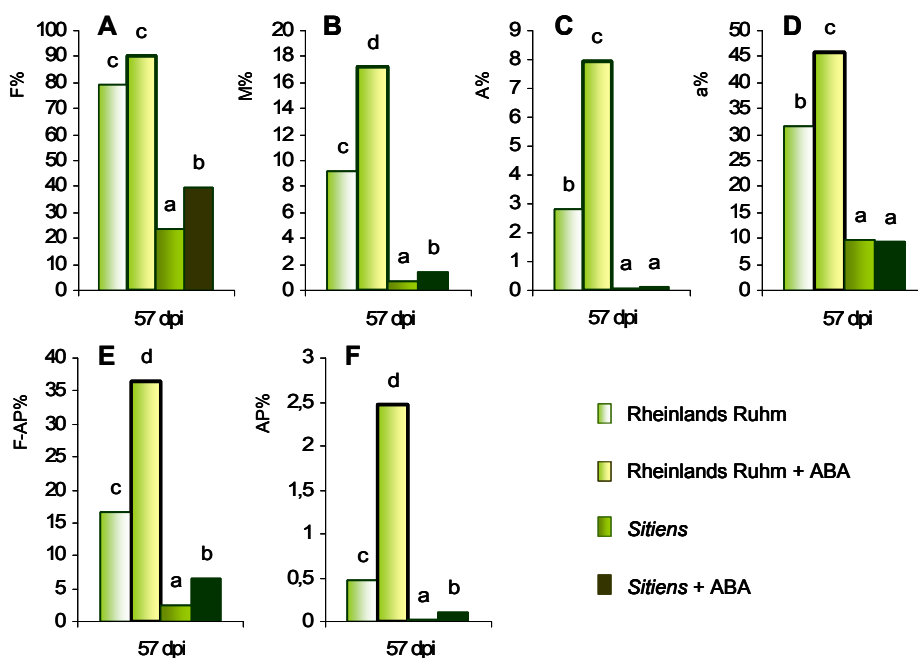 A
F%
100
90
80
70
60
50
40
30
20
10
0
c
c
a
b
57 dpi
B
M%
20
18
16
14
12
10
8
6
4
2
0
c
d
a
b
57 dpi
C
A%
9
8
7
6
5
4
3
2
1
0
b
c
a
a
57 dpi
D
a%
50
45
40
35
30
25
20
15
10
5
0
b
c
a
a
57 dpi
E
F-AP%
40
35
30
25
20
15
10
5
0
c
d
a
b
57 dpi
F
AP%
3
2,5
2
1,5
1
0,5
0
c
d
a
b
57 dpi
Rheinlands Ruhm
Rheinlands Ruhm + ABA
Sitiens
Sitiens + ABA